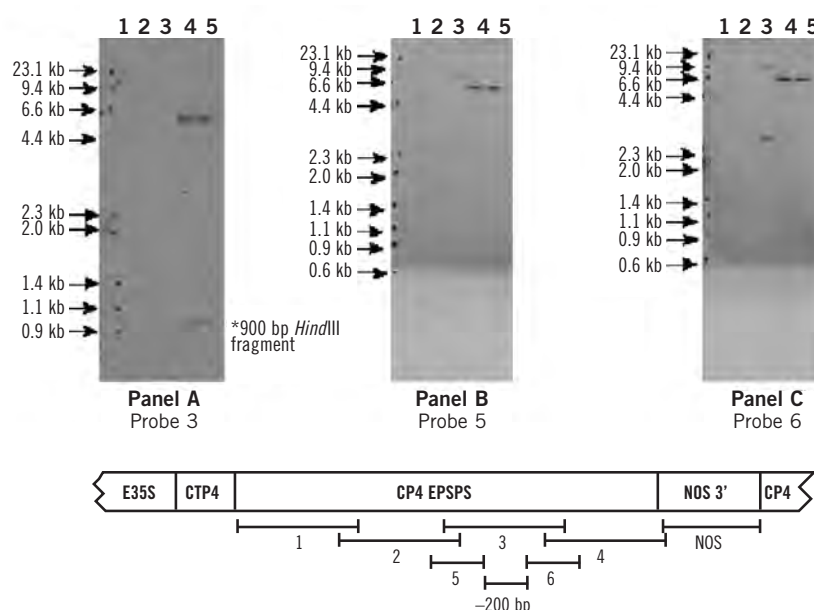 1 2 3 4 5
23.1 kb
9.4 kb
6.6 kb
4.4 kb
2.3 kb
2.0 kb
1.4 kb
1.1 kb
0.9 kb
*900 bp HindIII
fragment
Panel A
Probe 3
1 2 3 4 5
23.1 kb
9.4 kb
6.6 kb
4.4 kb
2.3 kb
2.0 kb
1.4 kb
1.1 kb
0.9 kb
0.6 kb
Panel B
Probe 5
1 2 3 4 5
23.1 kb
9.4 kb
6.6 kb
4.4 kb
2.3 kb
2.0 kb
1.4 kb
1.1 kb
0.9 kb
0.6 kb
Panel C
Probe 6
E35S CTP4 CP4 EPSPS NOS 3' CP4
1 2 3 4 NOS
5 6
–200 bp